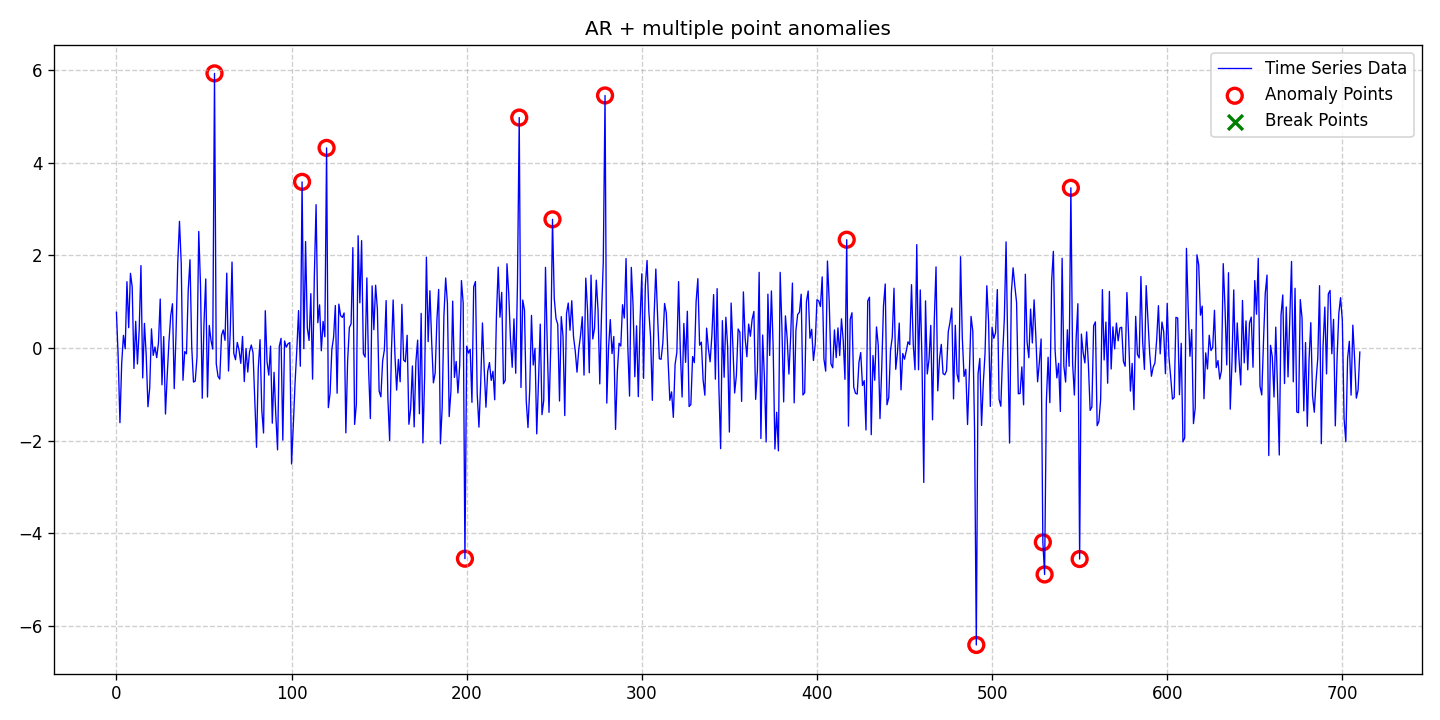 AR + multiple point anomalies
Time Series Data
Anomaly Points
Break Points
6
4
2
0
−2
−4
−6
0 100 200 300 400 500 600 700